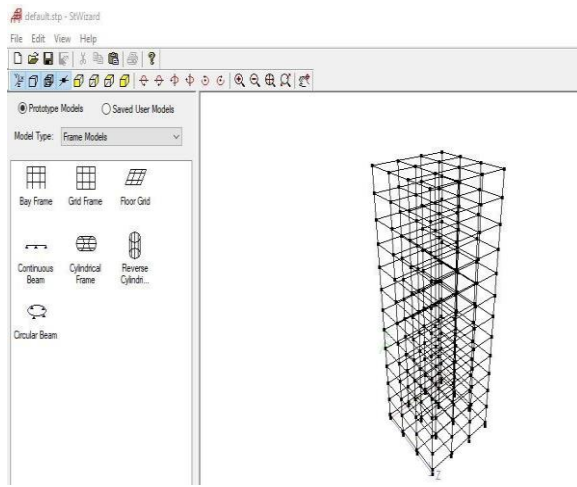 default.stp - StWizard
File Edit View Help
Prototype Models Saved User Models
Model Type: Frame Models
Bay Frame Grid Frame Floor Grid
Continuous Beam Cylindrical Frame Reverse Cylindri...
Circular Beam
Z